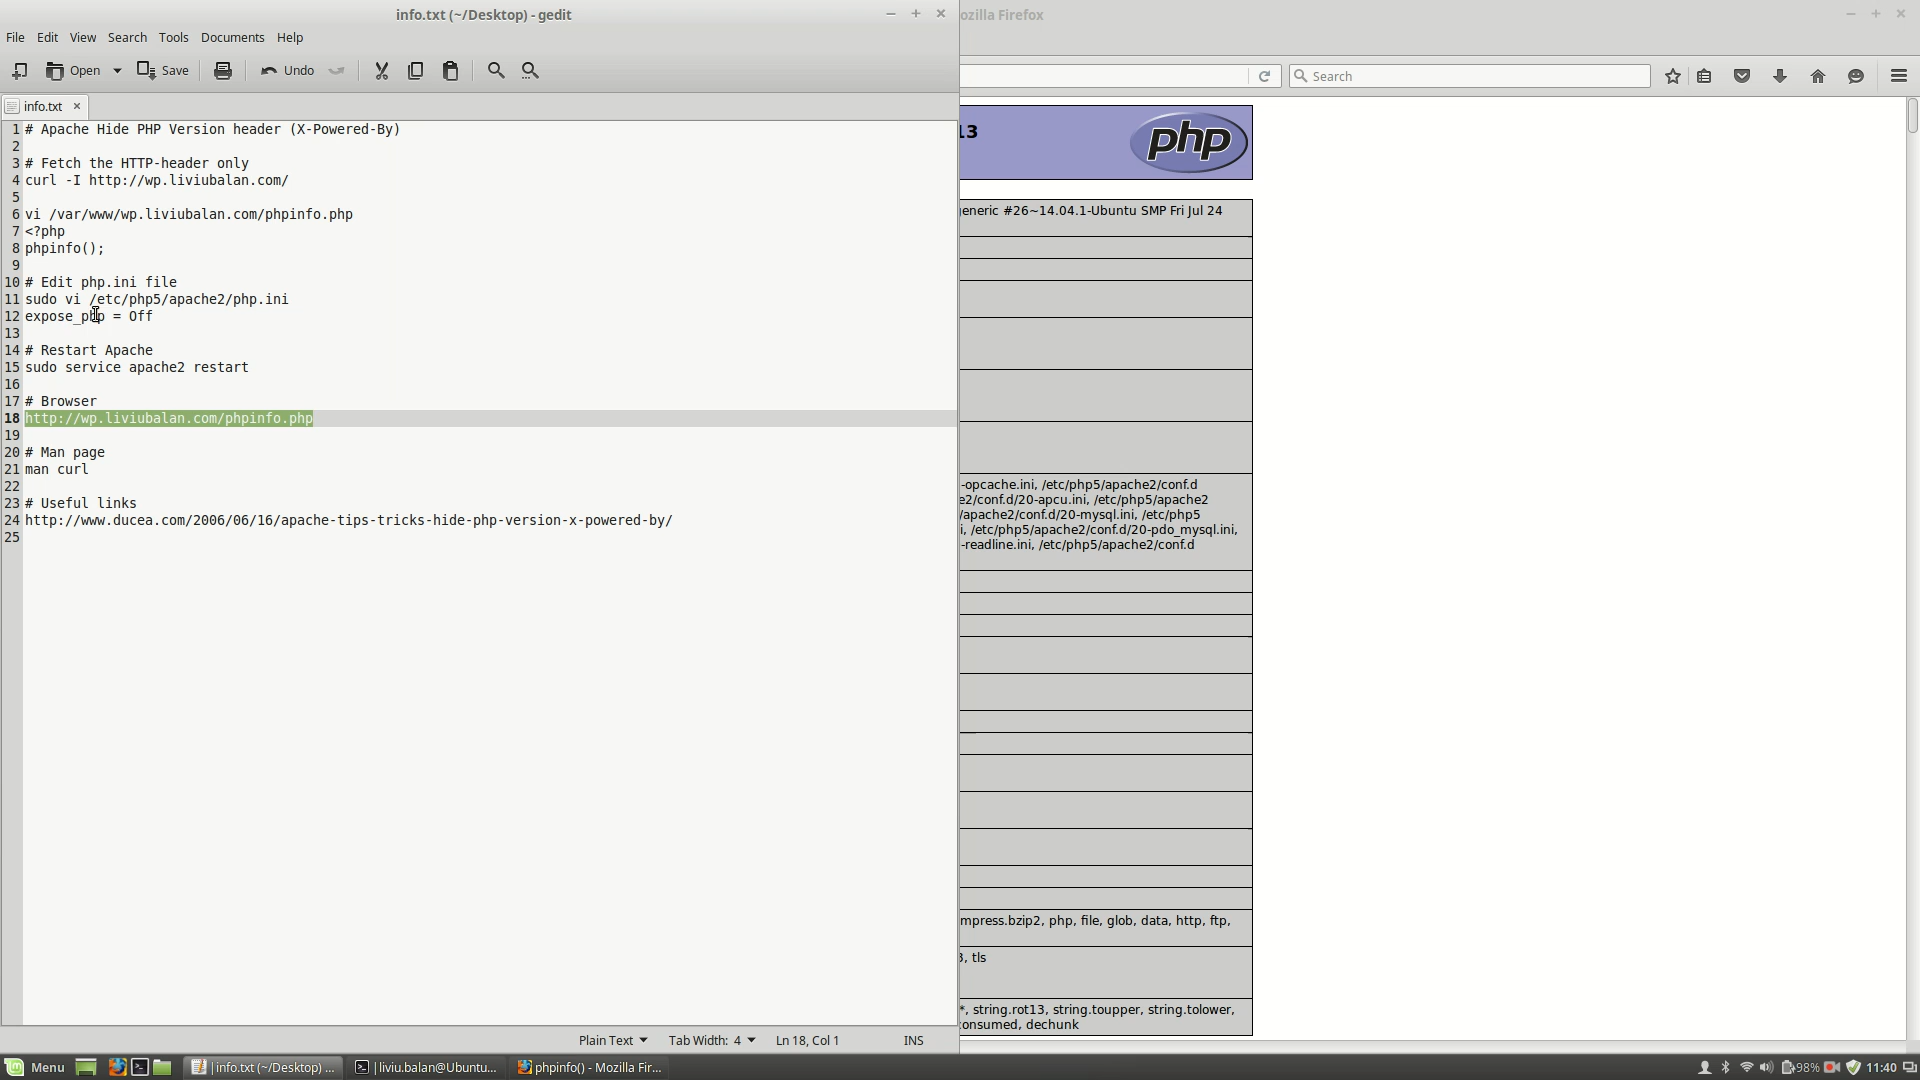 info.txt (~/Desktop) - gedit
ozilla Firefox
File Edit View Search Tools Documents Help
Open Save Undo
Search
info.txt ×
1 # Apache Hide PHP Version header (X-Powered-By)
2
3 # Fetch the HTTP-header only
4 curl -I http://wp.liviubalan.com/
5
6 vi /var/www/wp.liviubalan.com/phpinfo.php
7 <?php
8 phpinfo();
9
10 # Edit php.ini file
11 sudo vi /etc/php5/apache2/php.ini
12 expose_php = Off
13
14 # Restart Apache
15 sudo service apache2 restart
16
17 # Browser
18 http://wp.liviubalan.com/phpinfo.php
19
20 # Man page
21 man curl
22
23 # Useful links
24 http://www.ducea.com/2006/06/16/apache-tips-tricks-hide-php-version-x-powered-by/
25
13
php
generic #26~14.04.1-Ubuntu SMP Fri Jul 24
-opcache.ini, /etc/php5/apache2/conf.d
e2/conf.d/20-apcu.ini, /etc/php5/apache2
/apache2/conf.d/20-mysql.ini, /etc/php5
i, /etc/php5/apache2/conf.d/20-pdo_mysql.ini,
-readline.ini, /etc/php5/apache2/conf.d
mpress.bzip2, php, file, glob, data, http, ftp,
3, tls
*, string.rot13, string.toupper, string.tolower,
consumed, dechunk
Plain Text Tab Width: 4 Ln 18, Col 1 INS
Menu info.txt (~/Desktop) ... liviu.balan@Ubuntu... phpinfo() - Mozilla Fir... 98% 11:40